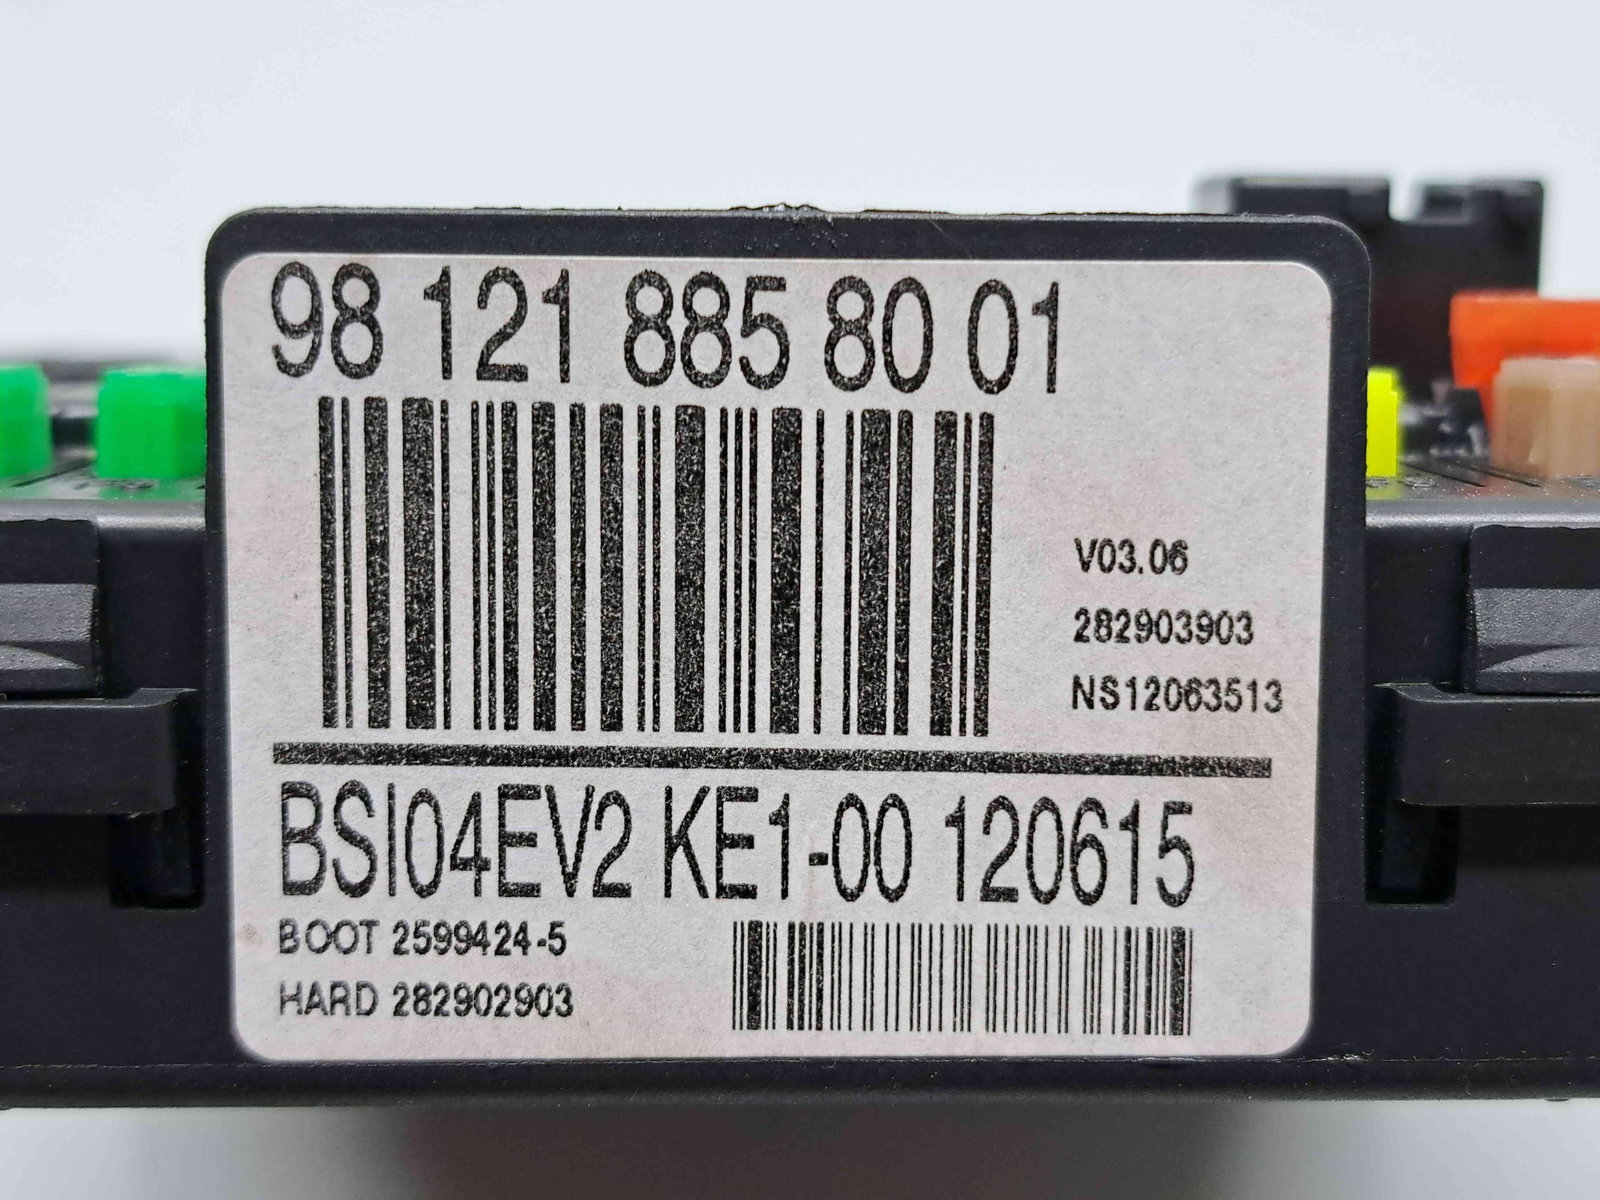 98 121 885 80 01
V03.06
282903903
NS12063513
BSI04EV2 KE1-00 120615
BOOT 2599424-5
HARD 282902903